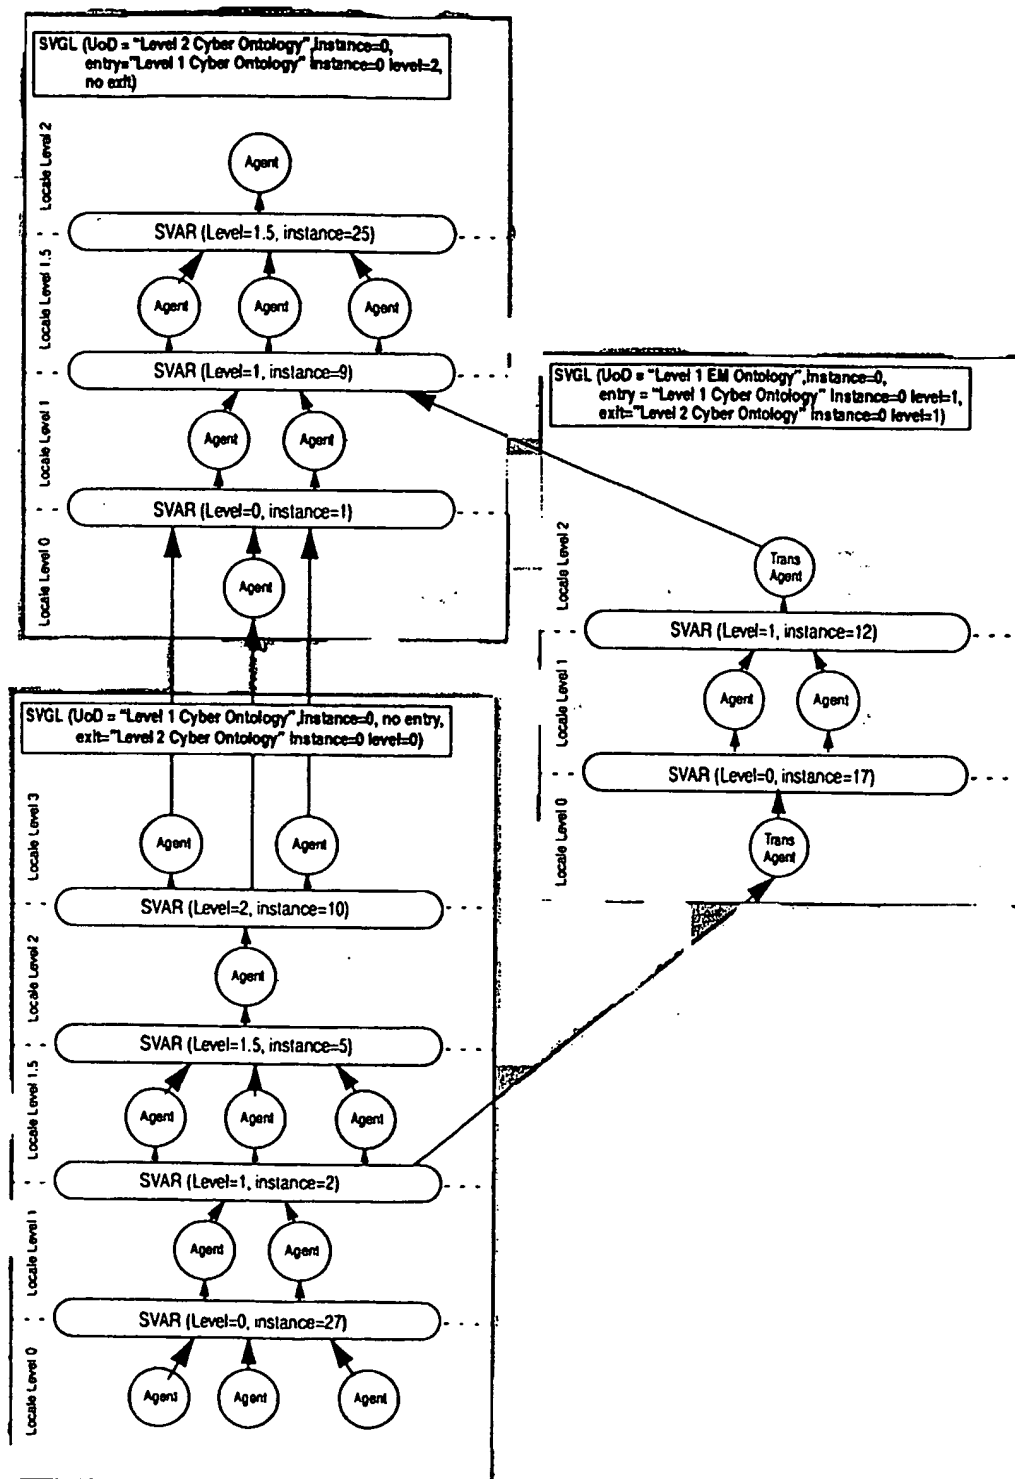 SVGL (UoD = "Level 2 Cyber Ontology",Instance=0,
entry="Level 1 Cyber Ontology" Instance=0 level=2,
no exit)
Locale Level 2
Agent
SVAR (Level=1.5, instance=25)
Locale Level 1.5
Agent
Agent
Agent
SVAR (Level=1, instance=9)
Locale Level 1
Agent
Agent
SVAR (Level=0, instance=1)
Locale Level 0
Agent
SVGL (UoD = "Level 1 EM Ontology",Instance=0,
entry = "Level 1 Cyber Ontology" Instance=0 level=1,
exit="Level 2 Cyber Ontology" Instance=0 level=1)
Locale Level 2
Trans
Agent
SVAR (Level=1, instance=12)
Locale Level 1
Agent
Agent
SVAR (Level=0, instance=17)
Locale Level 0
Trans
Agent
SVGL (UoD = "Level 1 Cyber Ontology",Instance=0, no entry,
exit="Level 2 Cyber Ontology" Instance=0 level=0)
Locale Level 3
Agent
Agent
SVAR (Level=2, instance=10)
Locale Level 2
Agent
SVAR (Level=1.5, instance=5)
Locale Level 1.5
Agent
Agent
Agent
SVAR (Level=1, instance=2)
Locale Level 1
Agent
Agent
SVAR (Level=0, instance=27)
Locale Level 0
Agent
Agent
Agent